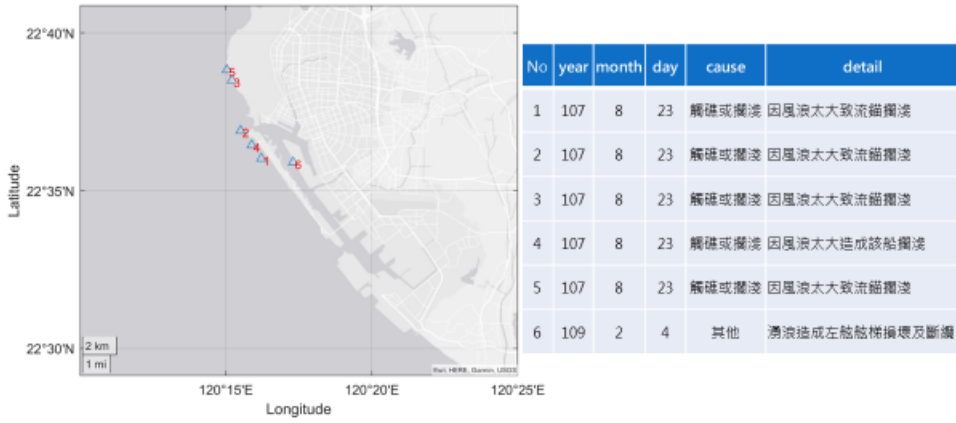 22°40'N
22°35'N
22°30'N
Latitude
5
3
2
4
1
6
2 km
1 mi
Esri, HERE, Garmin, USGS
120°15'E
120°20'E
120°25'E
Longitude
No year month day cause detail
1 107 8 23 觸礁或擱淺 因風浪太大致流錨擱淺
2 107 8 23 觸礁或擱淺 因風浪太大致流錨擱淺
3 107 8 23 觸礁或擱淺 因風浪太大致流錨擱淺
4 107 8 23 觸礁或擱淺 因風浪太大造成該船擱淺
5 107 8 23 觸礁或擱淺 因風浪太大致流錨擱淺
6 109 2 4 其他 湧浪造成左舷舷梯損壞及斷纜